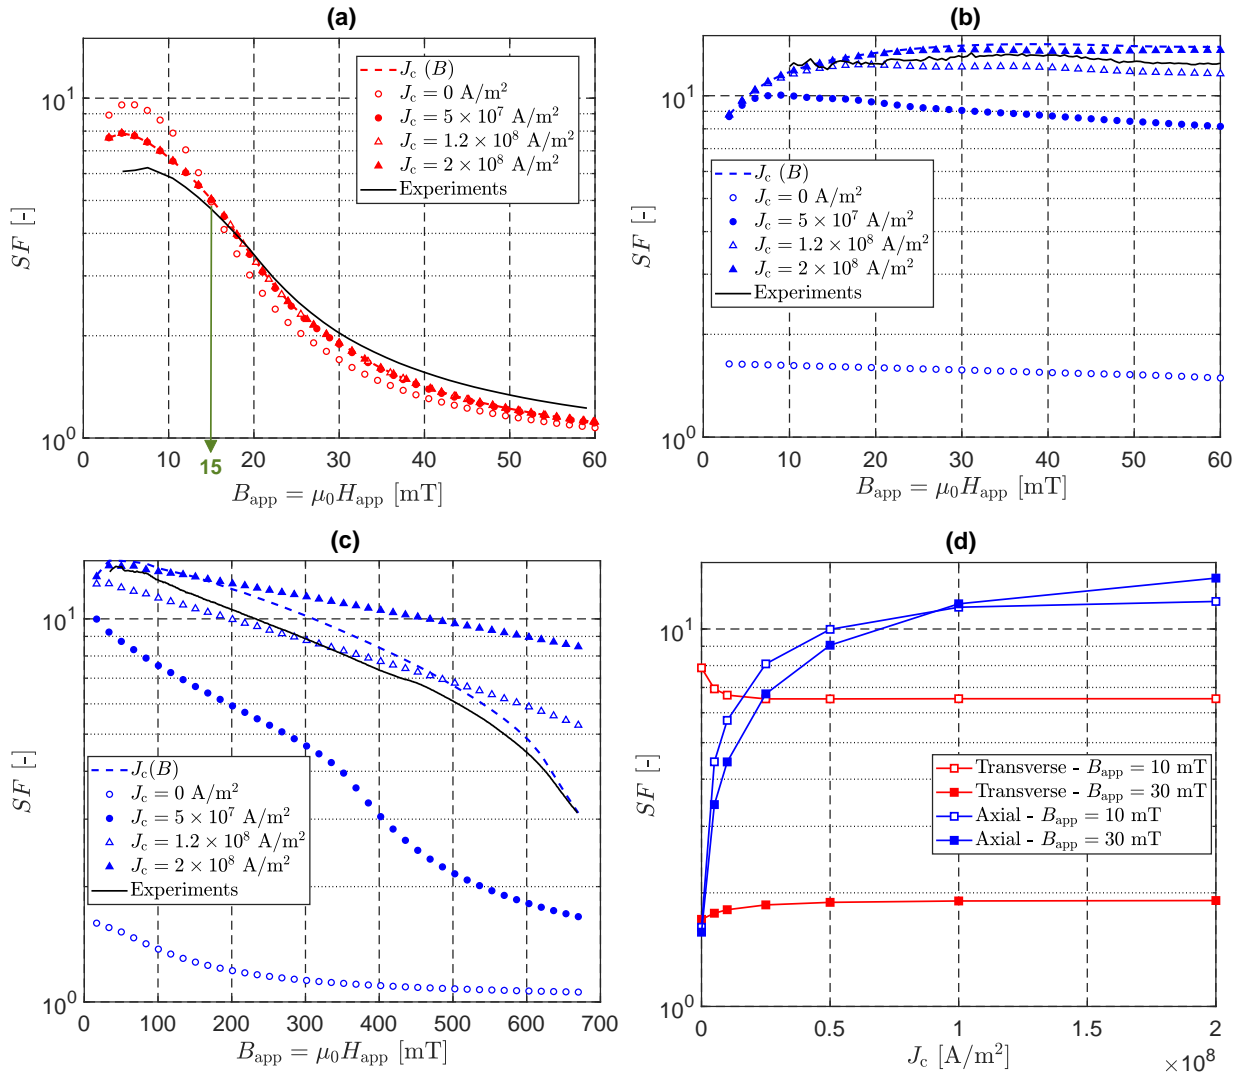 (a)
SF [-]
10¹
10⁰
J_c (B)
J_c = 0 A/m²
J_c = 5 × 10⁷ A/m²
J_c = 1.2 × 10⁸ A/m²
J_c = 2 × 10⁸ A/m²
Experiments
0 10 20 30 40 50 60
15
B_app = μ₀H_app [mT]
(b)
SF [-]
10¹
10⁰
J_c (B)
J_c = 0 A/m²
J_c = 5 × 10⁷ A/m²
J_c = 1.2 × 10⁸ A/m²
J_c = 2 × 10⁸ A/m²
Experiments
0 10 20 30 40 50 60
B_app = μ₀H_app [mT]
(c)
SF [-]
10¹
10⁰
J_c(B)
J_c = 0 A/m²
J_c = 5 × 10⁷ A/m²
J_c = 1.2 × 10⁸ A/m²
J_c = 2 × 10⁸ A/m²
Experiments
0 100 200 300 400 500 600 700
B_app = μ₀H_app [mT]
(d)
SF [-]
10¹
10⁰
Transverse - B_app = 10 mT
Transverse - B_app = 30 mT
Axial - B_app = 10 mT
Axial - B_app = 30 mT
0 0.5 1 1.5 2
J_c [A/m²]
×10⁸